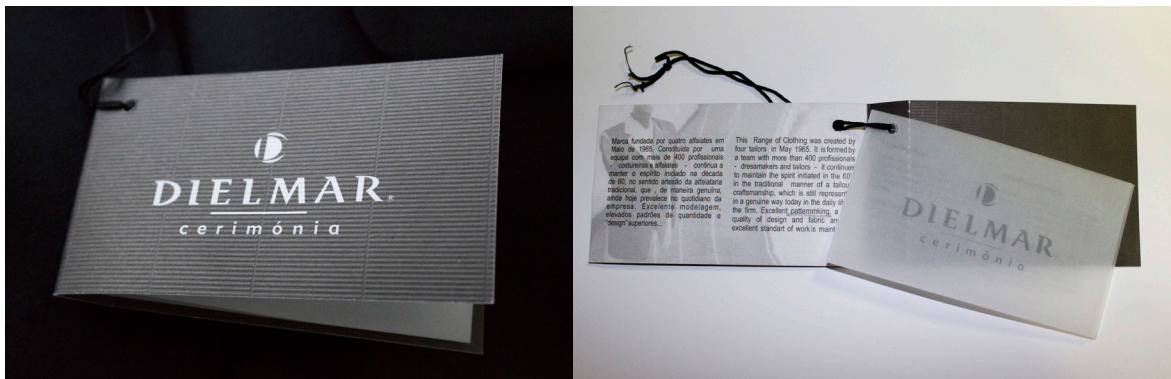 DIELMAR®
cerimónia
Marca fundada por quatro alfaiates em
Maio de 1965. Constituída por uma
equipa com mais de 400 profissionais
- costureiras e alfaiates - continua a
manter o espírito iniciado na década
de 60, no sentido artesão da alfaiataria
tradicional, que , de maneira genuína,
ainda hoje prevalece no quotidiano da
empresa. Excelente modelagem,
elevados padrões de quantidade e
"design" superiores...
This Range of Clothing was created by
four tailors in May 1965. It is formed by
a team with more than 400 professionals
- dressmakers and tailors - it continues
to maintain the spirit initiated in the 60'
in the traditional manner of a tailou
craftsmanship, which is still represent
in a genuine way today in the daily lif
the firm. Excellent patternmking, a
quality of design and fabric an
excellent standart of work is maint
DIELMAR
cerimónia